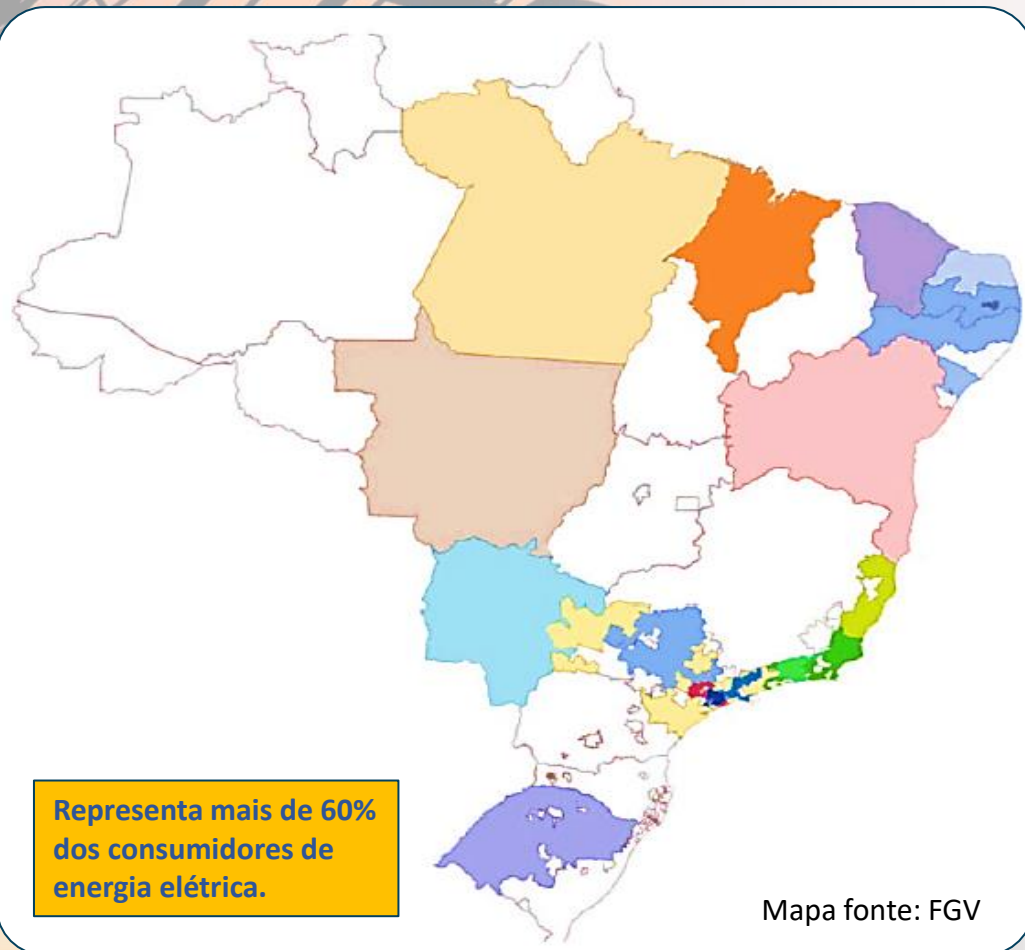 Representa mais de 60%
dos consumidores de
energia elétrica.
Mapa fonte: FGV